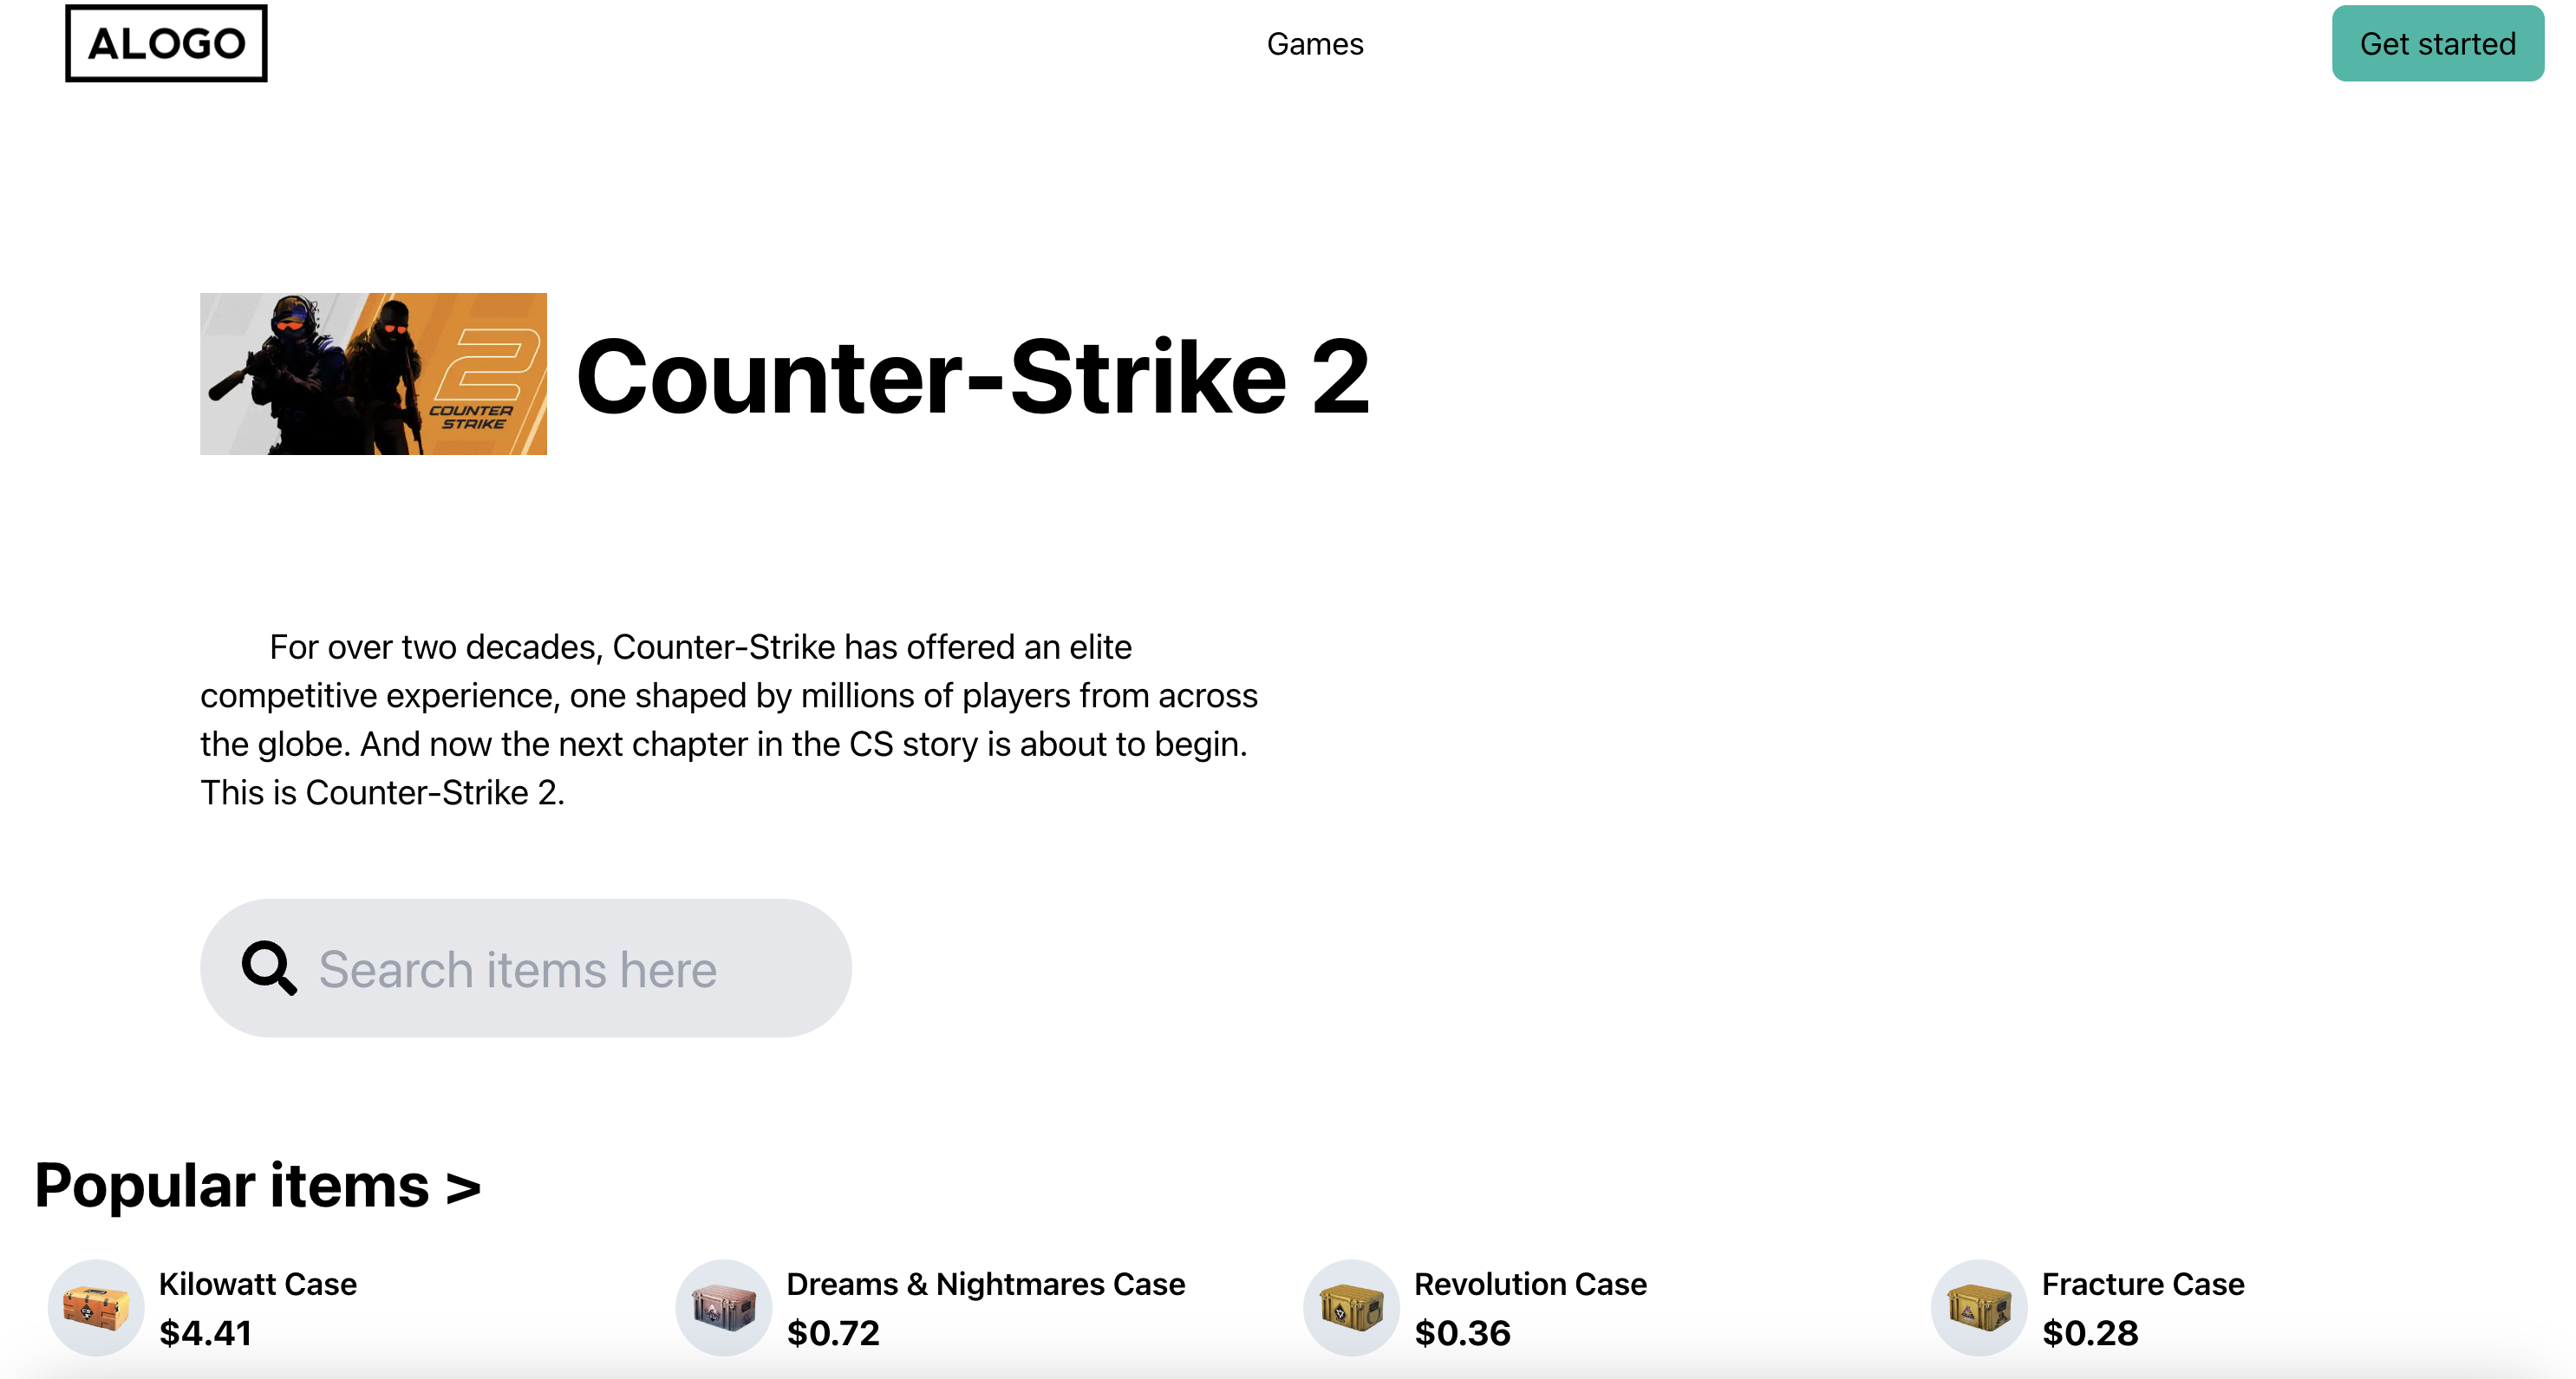 ALOGO
Games
Get started
2
COUNTER
STRIKE
Counter-Strike 2
For over two decades, Counter-Strike has offered an elite
competitive experience, one shaped by millions of players from across
the globe. And now the next chapter in the CS story is about to begin.
This is Counter-Strike 2.
Search items here
Popular items >
Kilowatt Case
$4.41
Dreams & Nightmares Case
$0.72
Revolution Case
$0.36
Fracture Case
$0.28